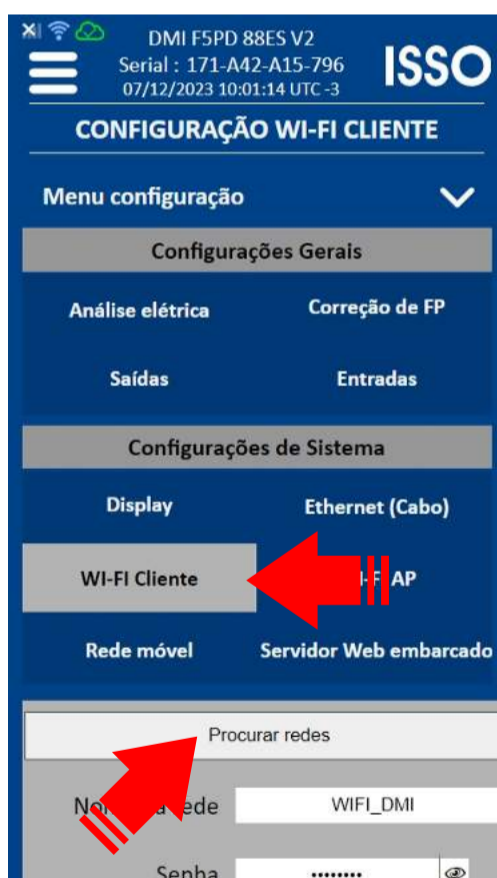 DMI F5PD 88ES V2
Serial : 171-A42-A15-796
07/12/2023 10:01:14 UTC -3
ISSO
CONFIGURAÇÃO WI-FI CLIENTE
Menu configuração
Configurações Gerais
Análise elétrica Correção de FP
Saídas Entradas
Configurações de Sistema
Display Ethernet (Cabo)
WI-FI Cliente AP
Rede móvel Servidor Web embarcado
Procurar redes
WIFI_DMI
Senha ••••••••